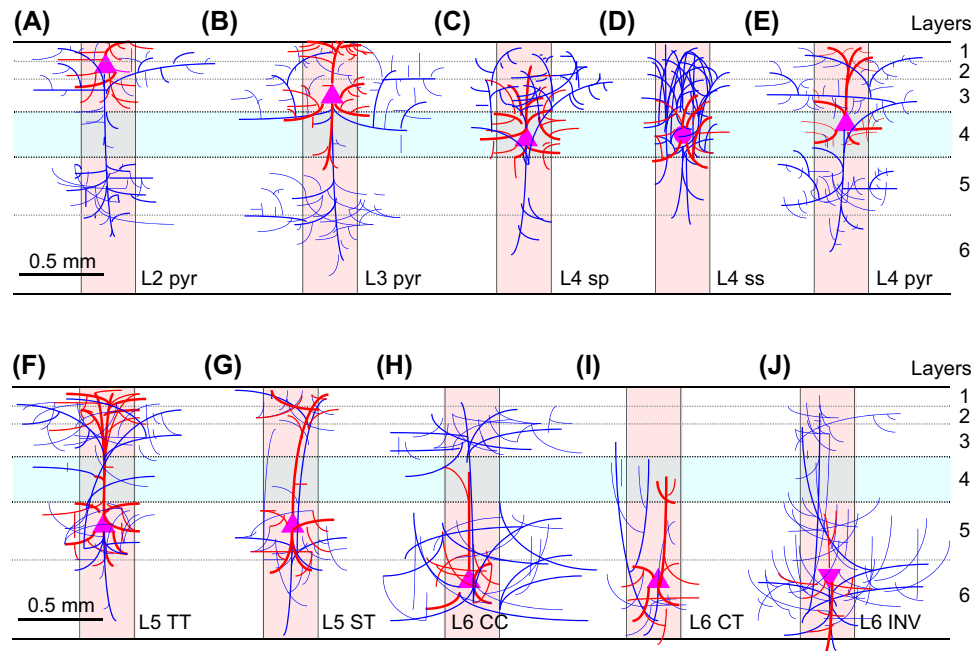 (A) (B) (C) (D) (E) Layers
1
2
3
4
5
6
0.5 mm
L2 pyr L3 pyr L4 sp L4 ss L4 pyr
(F) (G) (H) (I) (J) Layers
1
2
3
4
5
6
0.5 mm
L5 TT L5 ST L6 CC L6 CT L6 INV